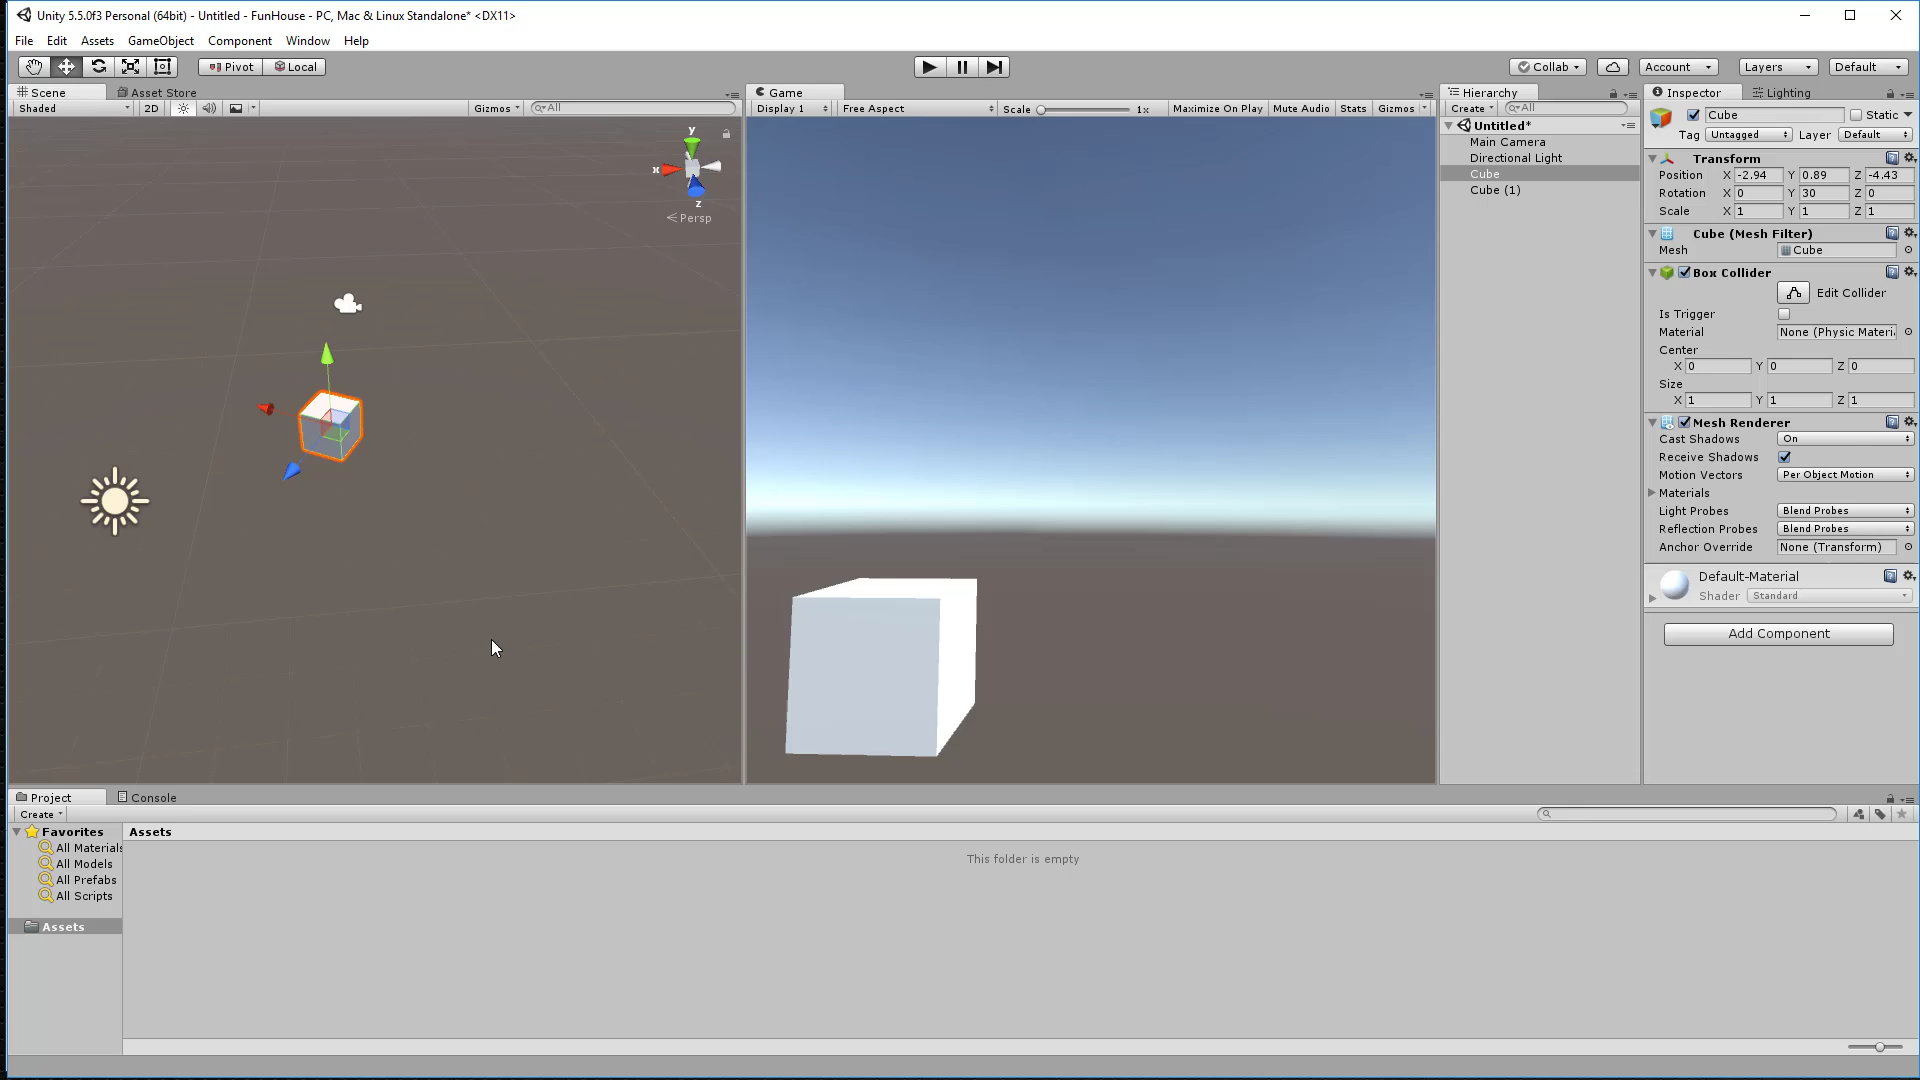 Unity 5.5.0f3 Personal (64bit) - Untitled - FunHouse - PC, Mac & Linux Standalone* <DX11>
File Edit Assets GameObject Component Window Help
Pivot Local Collab Account Layers Default
Scene Asset Store
Shaded 2D Gizmos All
y
x
z
Persp
Game
Display 1 Free Aspect Scale 1x Maximize On Play Mute Audio Stats Gizmos
Hierarchy
Create All
Untitled*
Main Camera
Directional Light
Cube
Cube (1)
Inspector Lighting
Cube Static
Tag Untagged Layer Default
Transform
Position X -2.94 Y 0.89 Z -4.43
Rotation X 0 Y 30 Z 0
Scale X 1 Y 1 Z 1
Cube (Mesh Filter)
Mesh Cube
Box Collider
Edit Collider
Is Trigger
Material None (Physic Materi
Center
X 0 Y 0 Z 0
Size
X 1 Y 1 Z 1
Mesh Renderer
Cast Shadows On
Receive Shadows
Motion Vectors Per Object Motion
Materials
Light Probes Blend Probes
Reflection Probes Blend Probes
Anchor Override None (Transform)
Default-Material
Shader Standard
Add Component
Project Console
Create
Favorites
All Materials
All Models
All Prefabs
All Scripts
Assets
Assets
This folder is empty